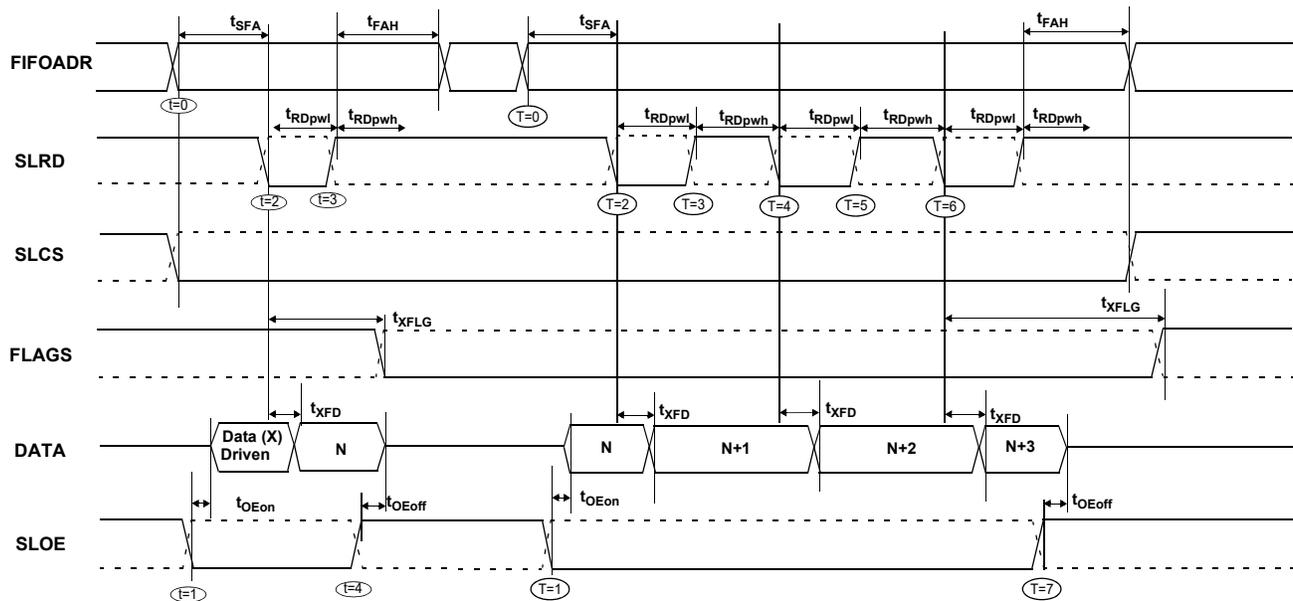 tSFA tFAH tSFA tFAH
FIFOADR
t=0 T=0
tRDpwl tRDpwh tRDpwl tRDpwh tRDpwl tRDpwh tRDpwl tRDpwh
SLRD
t=2 t=3 T=2 T=3 T=4 T=5 T=6
SLCS
tXFLG tXFLG
FLAGS
tXFD tXFD tXFD tXFD
DATA
Data (X)
Driven
N N N+1 N+2 N+3
tOEon tOEoff tOEon tOEoff
SLOE
t=1 t=4 T=1 T=7